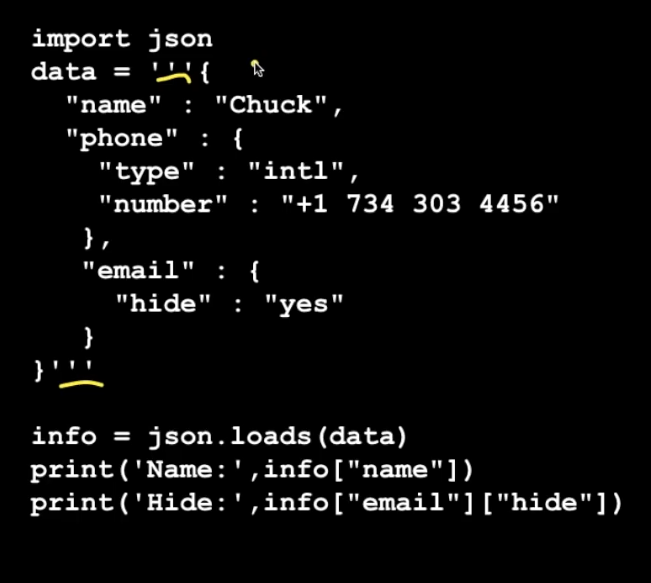 import json
data = '''{
  "name" : "Chuck",
  "phone" : {
    "type" : "intl",
    "number" : "+1 734 303 4456"
   },
   "email" : {
     "hide" : "yes"
   }
}'''

info = json.loads(data)
print('Name:',info["name"])
print('Hide:',info["email"]["hide"])